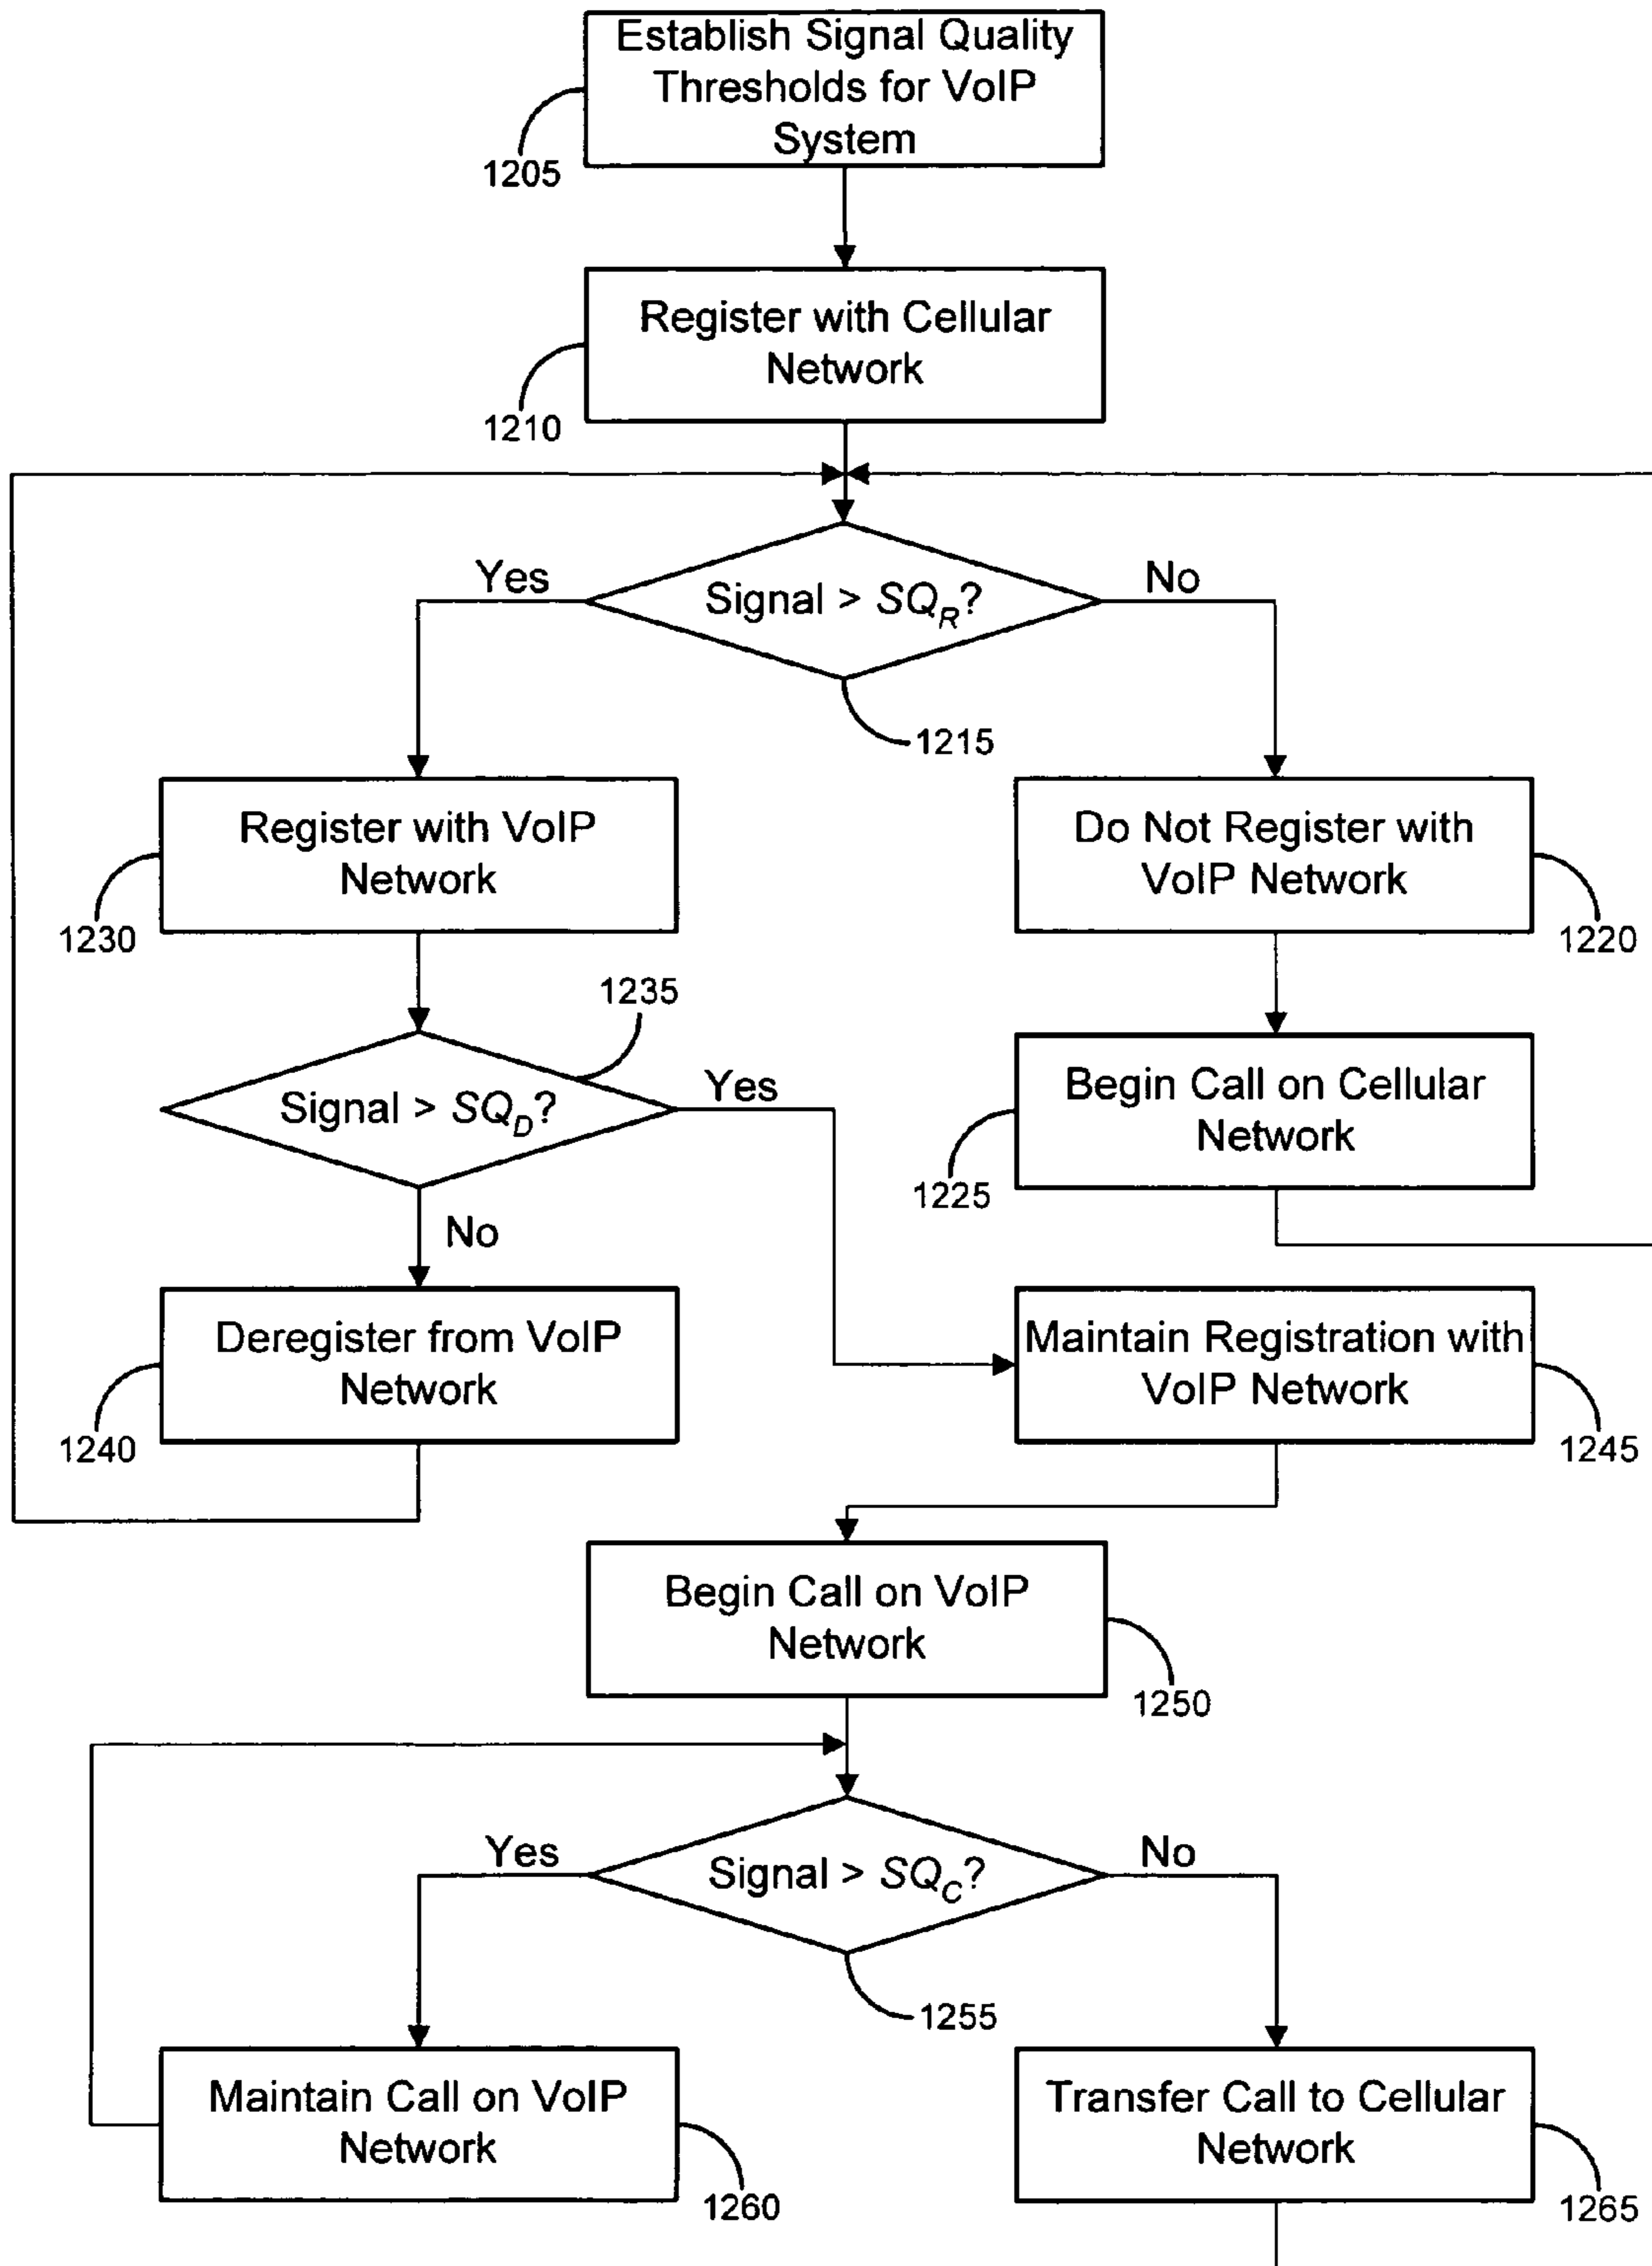 Establish Signal Quality
Thresholds for VoIP
System
1205
Register with Cellular
Network
1210
Yes
Signal > SQ_R?
No
1215
Register with VoIP
Network
1230
Do Not Register with
VoIP Network
1220
1235
Signal > SQ_D?
Yes
No
Begin Call on Cellular
Network
1225
Deregister from VoIP
Network
1240
Maintain Registration with
VoIP Network
1245
Begin Call on VoIP
Network
1250
Yes
Signal > SQ_C?
No
1255
Maintain Call on VoIP
Network
1260
Transfer Call to Cellular
Network
1265